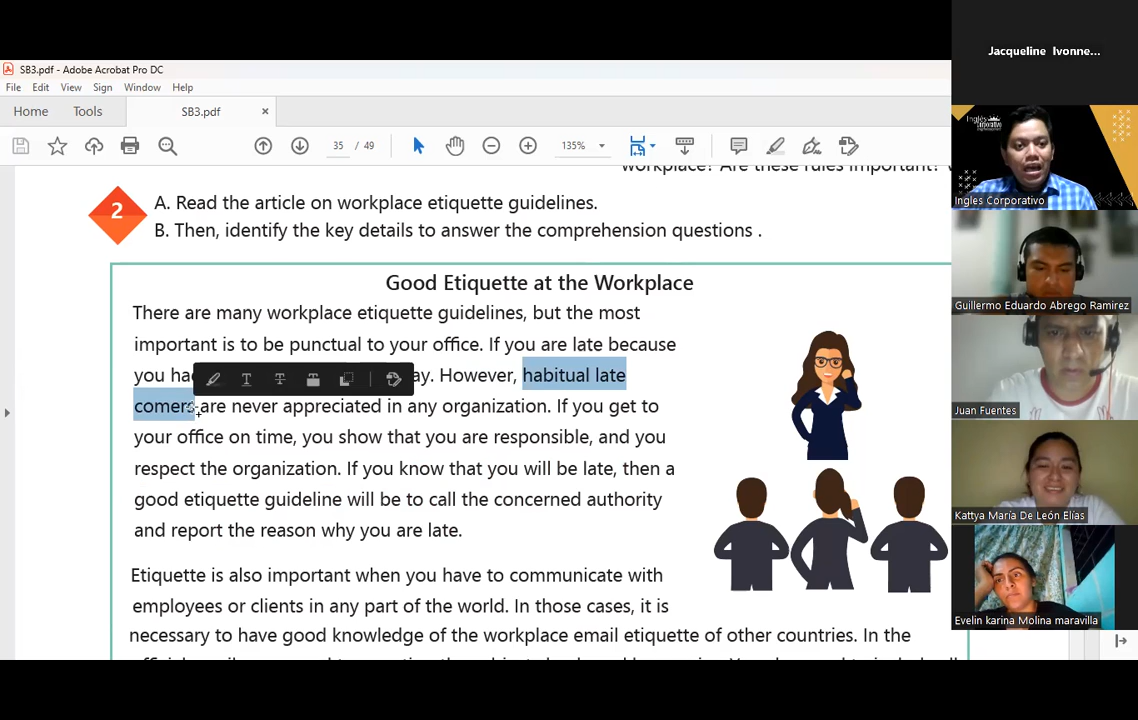 Jacqueline Ivonne...
SB3.pdf - Adobe Acrobat Pro DC
File Edit View Sign Window Help
Home Tools SB3.pdf ×
35 / 49 135%
workplace? Are these rules important?
2
A. Read the article on workplace etiquette guidelines.
B. Then, identify the key details to answer the comprehension questions .
Good Etiquette at the Workplace
There are many workplace etiquette guidelines, but the most
important is to be punctual to your office. If you are late because
you had ay. However, habitual late
comers are never appreciated in any organization. If you get to
your office on time, you show that you are responsible, and you
respect the organization. If you know that you will be late, then a
good etiquette guideline will be to call the concerned authority
and report the reason why you are late.
Etiquette is also important when you have to communicate with
employees or clients in any part of the world. In those cases, it is
necessary to have good knowledge of the workplace email etiquette of other countries. In the
Inglés
Corporativo
Ingles Corporativo
Guillermo Eduardo Abrego Ramirez
Juan Fuentes
Kattya María De León Elías
Evelin karina Molina maravilla